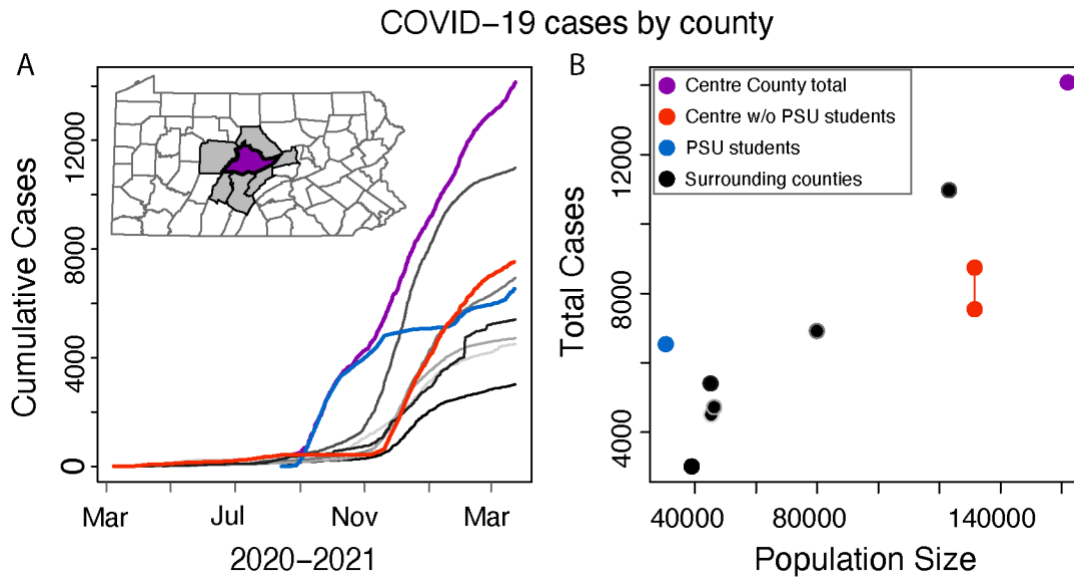 COVID−19 cases by county
A
Cumulative Cases
0
4000
8000
12000
Mar
Jul
Nov
Mar
2020−2021
B
Centre County total
Centre w/o PSU students
PSU students
Surrounding counties
Total Cases
4000
8000
12000
40000
80000
140000
Population Size